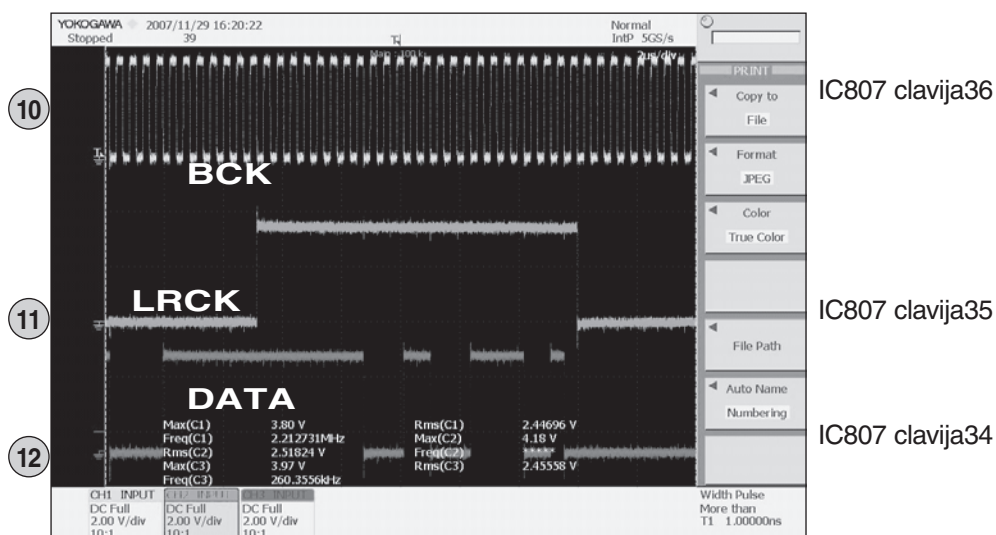 YOKOGAWA 2007/11/29 16:20:22 Normal
Stopped 39 IntP 5GS/s
Main : 100 k 2us/div
PRINT
Copy to
File
Format
JPEG
Color
True Color
File Path
Auto Name
Numbering
10
BCK
IC807 clavija36
11
LRCK
IC807 clavija35
DATA
12
IC807 clavija34
Max(C1) 3.80 V Rms(C1) 2.44696 V
Freq(C1) 2.212731MHz Max(C2) 4.18 V
Rms(C2) 2.51824 V Freq(C2) *****
Max(C3) 3.97 V Rms(C3) 2.45558 V
Freq(C3) 260.3556kHz
CH1 INPUT CH2 INPUT CH3 INPUT
DC Full DC Full DC Full
2.00 V/div 2.00 V/div 2.00 V/div
10:1 10:1 10:1
Width Pulse
More than
T1 1.00000ns